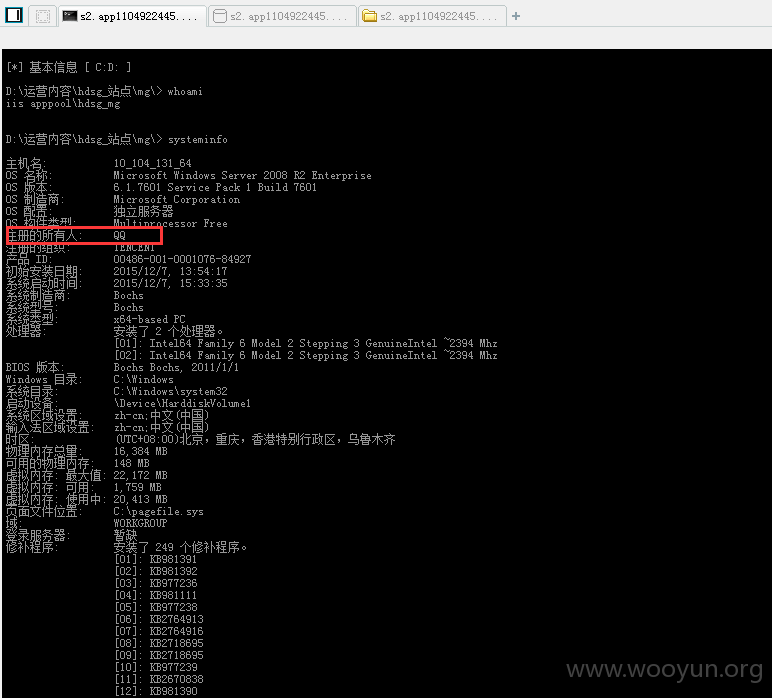 s2. app1104922445....
s2. app1104922445....
s2. app1104922445....
+
[*] 基本信息 [ C:D: ]
D:\运营内容\hdsg_站点\mg\> whoami
iis apppool\hdsg_mg
D:\运营内容\hdsg_站点\mg\> systeminfo
主机名: 10_104_131_64
OS 名称: Microsoft Windows Server 2008 R2 Enterprise
OS 版本: 6.1.7601 Service Pack 1 Build 7601
OS 制造商: Microsoft Corporation
OS 配置: 独立服务器
OS 构件类型: Multiprocessor Free
注册的所有人: QQ
注册的组织: TENCENT
产品 ID: 00486-001-0001076-84927
初始安装日期: 2015/12/7, 13:54:17
系统启动时间: 2015/12/7, 15:33:35
系统制造商: Bochs
系统型号: Bochs
系统类型: x64-based PC
处理器: 安装了 2 个处理器。
[01]: Intel64 Family 6 Model 2 Stepping 3 GenuineIntel ~2394 Mhz
[02]: Intel64 Family 6 Model 2 Stepping 3 GenuineIntel ~2394 Mhz
BIOS 版本: Bochs Bochs, 2011/1/1
Windows 目录: C:\Windows
系统目录: C:\Windows\system32
启动设备: \Device\HarddiskVolume1
系统区域设置: zh-cn;中文(中国)
输入法区域设置: zh-cn;中文(中国)
时区: (UTC+08:00)北京，重庆，香港特别行政区，乌鲁木齐
物理内存总量: 16,384 MB
可用的物理内存: 148 MB
虚拟内存: 最大值: 22,172 MB
虚拟内存: 可用: 1,759 MB
虚拟内存: 使用中: 20,413 MB
页面文件位置: C:\pagefile.sys
域: WORKGROUP
登录服务器: 暂缺
修补程序: 安装了 249 个修补程序。
[01]: KB981391
[02]: KB981392
[03]: KB977236
[04]: KB981111
[05]: KB977238
[06]: KB2764913
[07]: KB2764916
[08]: KB2718695
[09]: KB2718695
[10]: KB977239
[11]: KB2670838
[12]: KB981390
www.wooyun.org